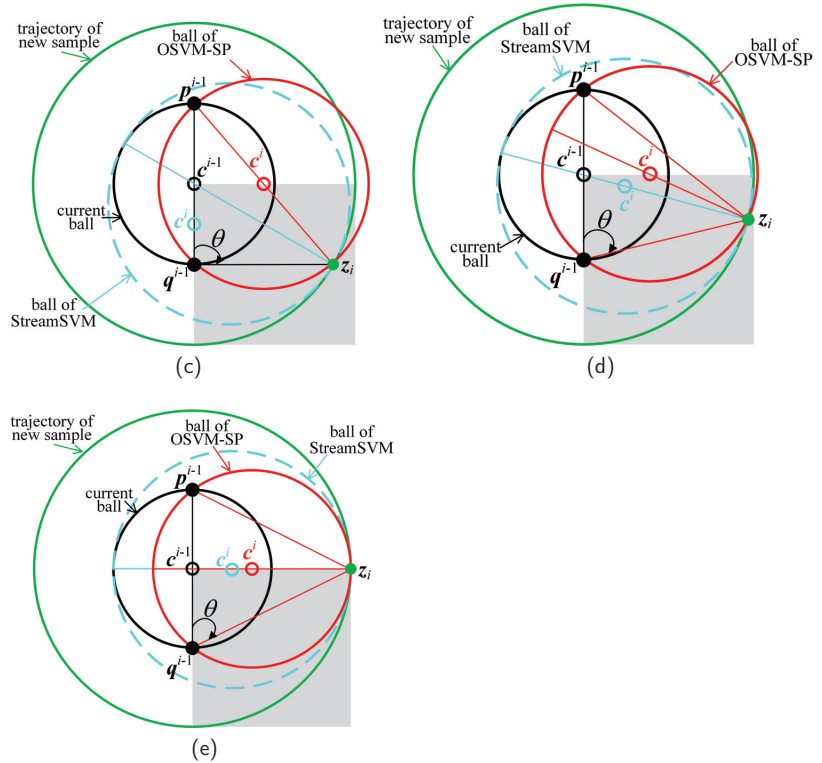 trajectory of
new sample
ball of
OSVM-SP
p^{i-1}
c^{i-1}
c^i
c^i
current
ball
θ
q^{i-1}
z_i
ball of
StreamSVM
(c)
trajectory of
new sample
ball of
StreamSVM
ball of
OSVM-SP
p^{i-1}
c^{i-1}
c^i
c^i
current
ball
θ
q^{i-1}
z_i
(d)
trajectory of
new sample
ball of
OSVM-SP
ball of
StreamSVM
p^{i-1}
current
ball
c^{i-1}
c^i
c^i
z_i
θ
q^{i-1}
(e)